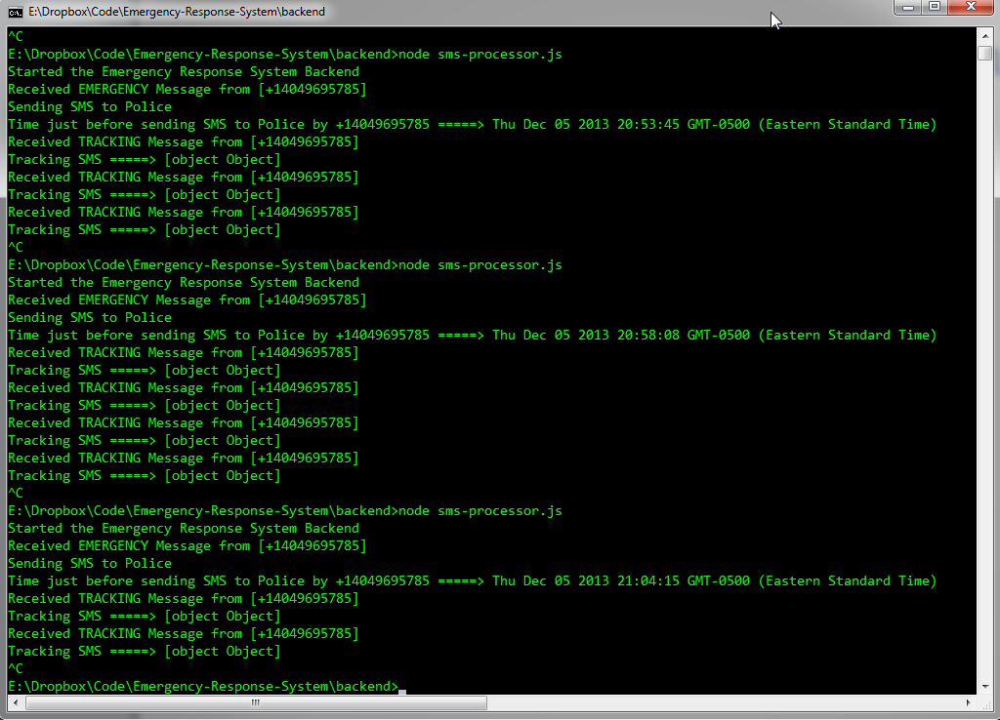 E:\Dropbox\Code\Emergency-Response-System\backend
^C
E:\Dropbox\Code\Emergency-Response-System\backend>node sms-processor.js
Started the Emergency Response System Backend
Received EMERGENCY Message from [+14049695785]
Sending SMS to Police
Time just before sending SMS to Police by +14049695785 =====> Thu Dec 05 2013 20:53:45 GMT-0500 (Eastern Standard Time)
Received TRACKING Message from [+14049695785]
Tracking SMS =====> [object Object]
Received TRACKING Message from [+14049695785]
Tracking SMS =====> [object Object]
Received TRACKING Message from [+14049695785]
Tracking SMS =====> [object Object]
^C
E:\Dropbox\Code\Emergency-Response-System\backend>node sms-processor.js
Started the Emergency Response System Backend
Received EMERGENCY Message from [+14049695785]
Sending SMS to Police
Time just before sending SMS to Police by +14049695785 =====> Thu Dec 05 2013 20:58:08 GMT-0500 (Eastern Standard Time)
Received TRACKING Message from [+14049695785]
Tracking SMS =====> [object Object]
Received TRACKING Message from [+14049695785]
Tracking SMS =====> [object Object]
Received TRACKING Message from [+14049695785]
Tracking SMS =====> [object Object]
Received TRACKING Message from [+14049695785]
Tracking SMS =====> [object Object]
^C
E:\Dropbox\Code\Emergency-Response-System\backend>node sms-processor.js
Started the Emergency Response System Backend
Received EMERGENCY Message from [+14049695785]
Sending SMS to Police
Time just before sending SMS to Police by +14049695785 =====> Thu Dec 05 2013 21:04:15 GMT-0500 (Eastern Standard Time)
Received TRACKING Message from [+14049695785]
Tracking SMS =====> [object Object]
Received TRACKING Message from [+14049695785]
Tracking SMS =====> [object Object]
^C
E:\Dropbox\Code\Emergency-Response-System\backend>